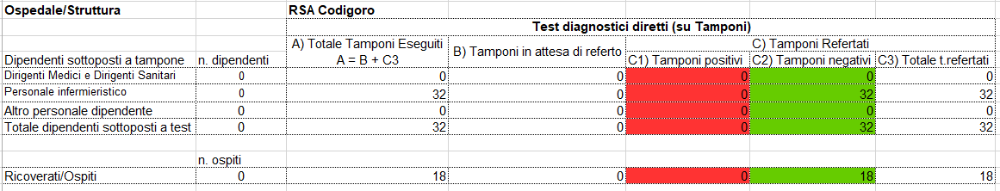 Ospedale/Struttura RSA Codigoro
Test diagnostici diretti (su Tamponi)
A) Totale Tamponi Eseguiti C) Tamponi Refertati
Dipendenti sottoposti a tampone n. dipendenti A = B + C3 B) Tamponi in attesa di referto C1) Tamponi positivi C2) Tamponi negativi C3) Totale t.refertati
Dirigenti Medici e Dirigenti Sanitari 0 0 0 0 0 0
Personale infermieristico 0 32 0 0 32 32
Altro personale dipendente 0 0 0 0 0 0
Totale dipendenti sottoposti a test 0 32 0 0 32 32
n. ospiti
Ricoverati/Ospiti 0 18 0 0 18 18